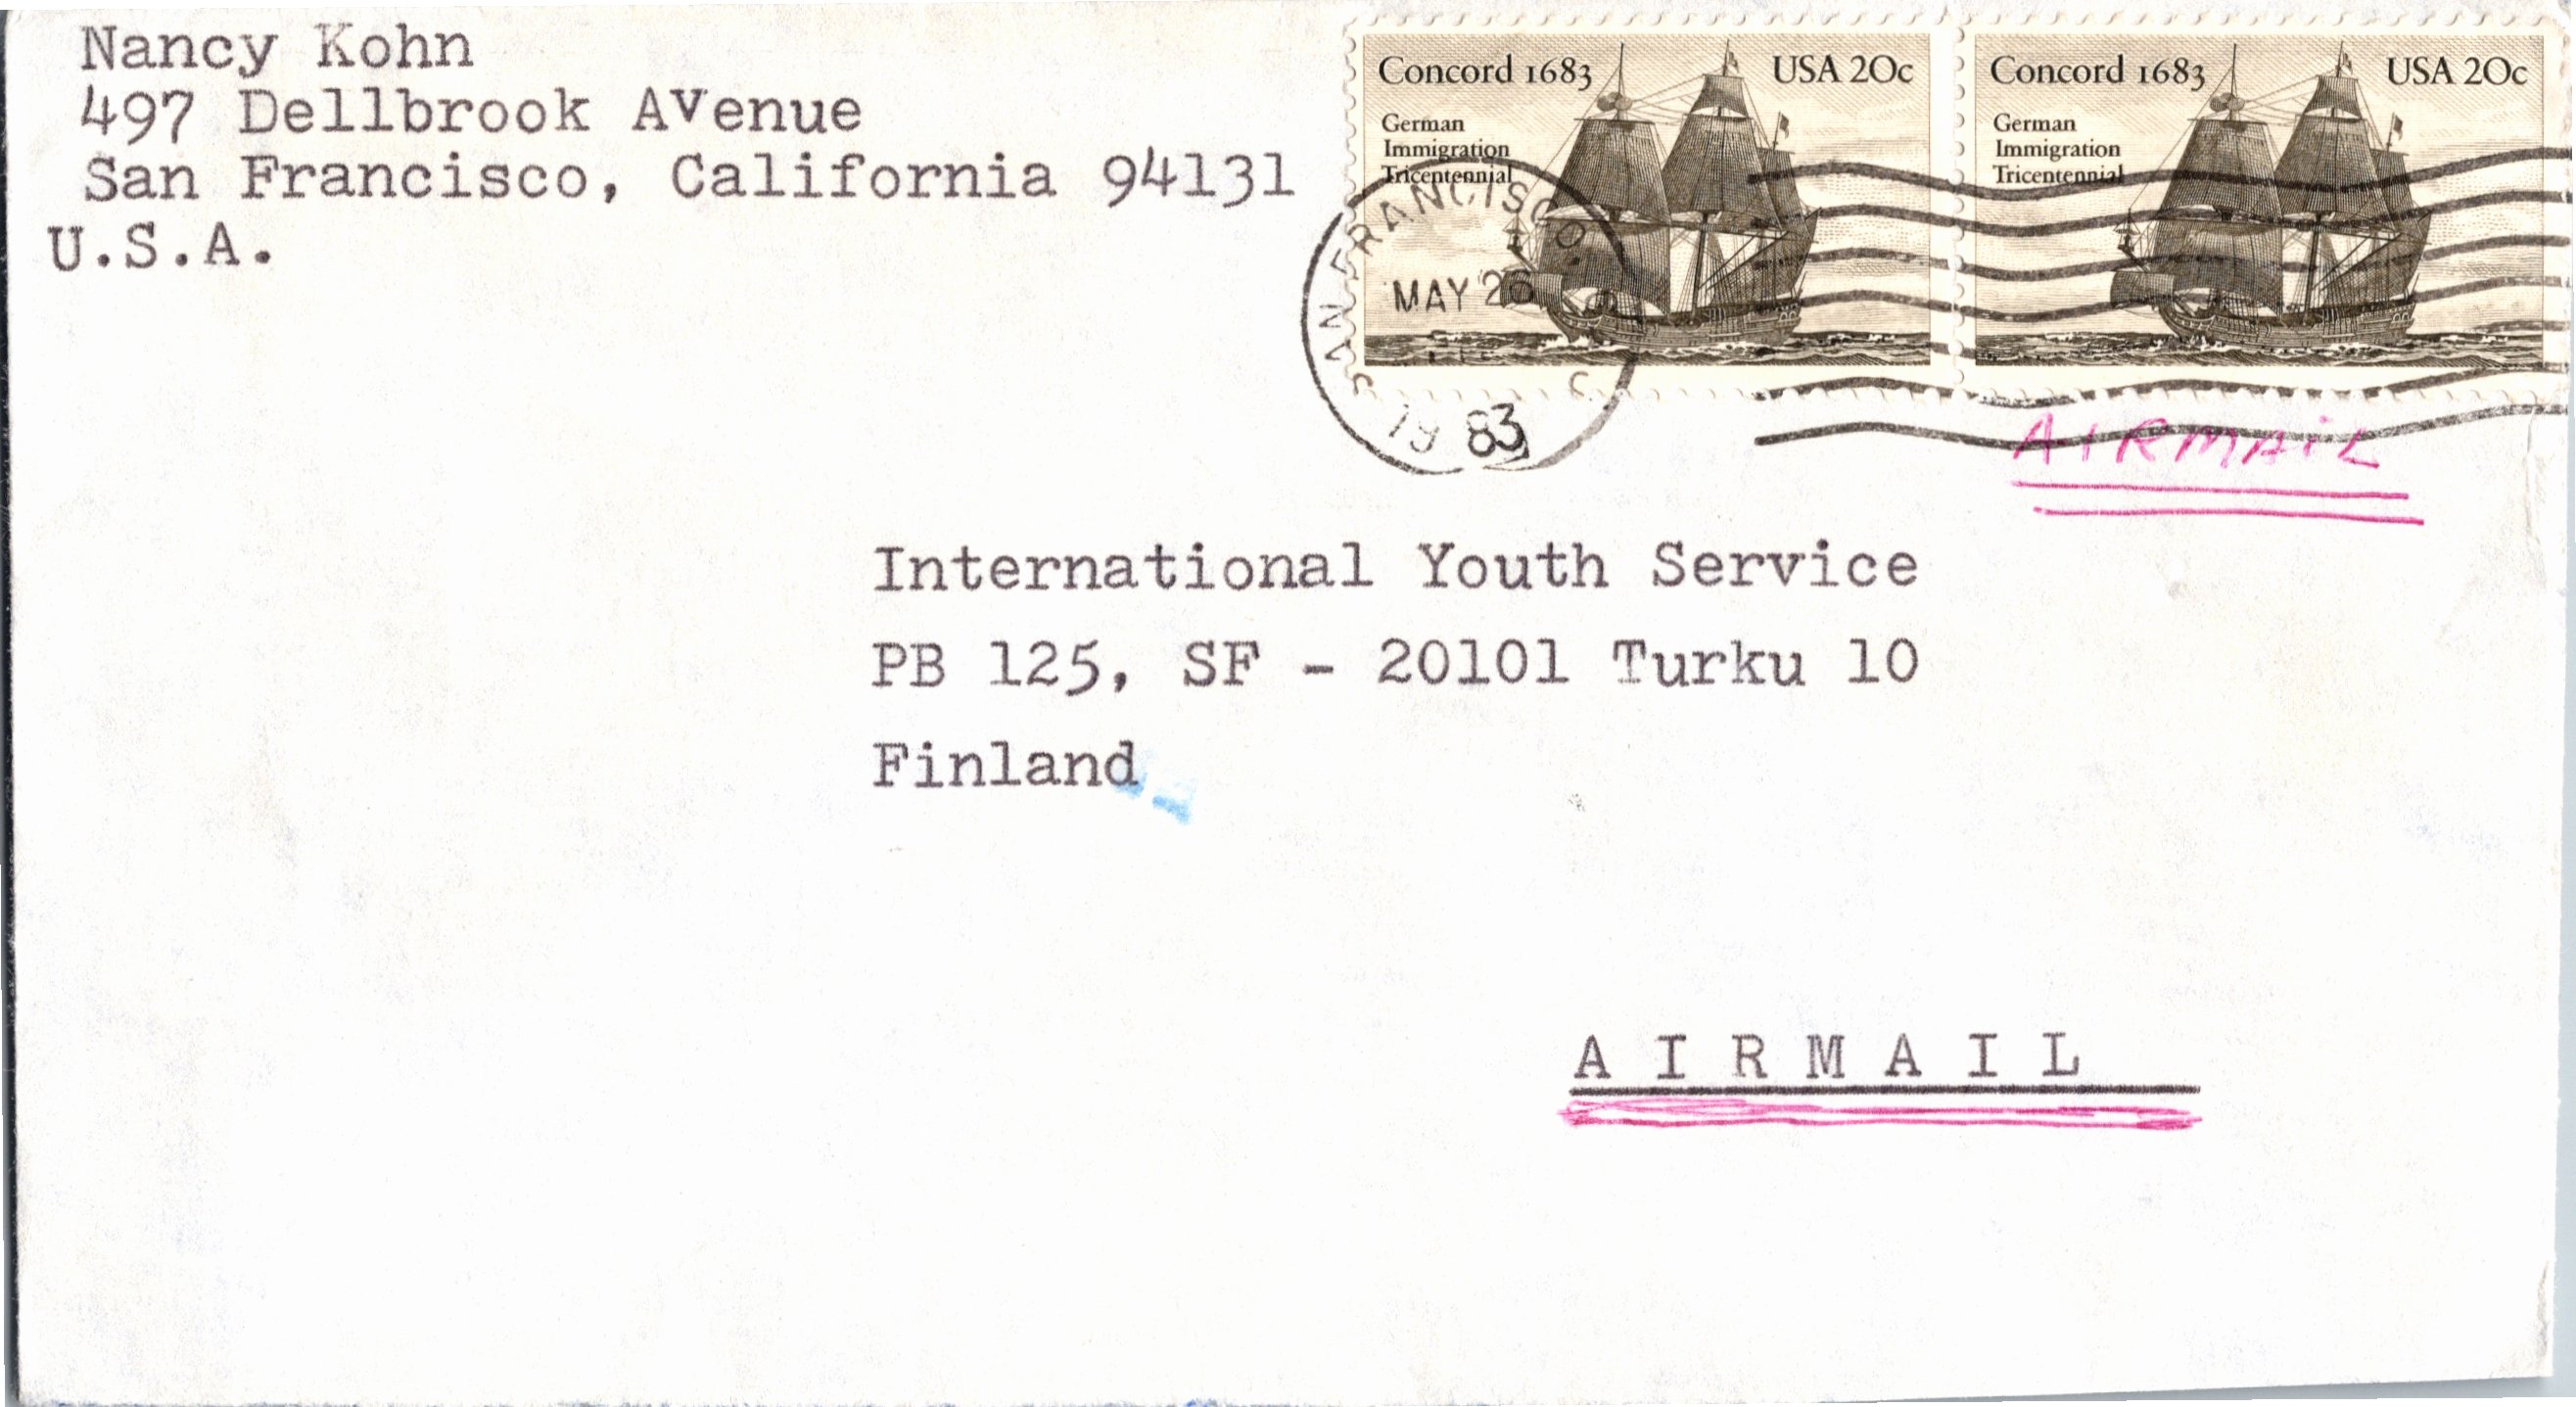 Nancy Kohn
497 Dellbrook Avenue
San Francisco, California 94131
U.S.A.
Concord 1683 USA 20c
German
Immigration
Tricentennial
Concord 1683 USA 20c
German
Immigration
Tricentennial
SAN FRANCISCO,
MAY 26
1983
AIRMAIL
International Youth Service
PB 125, SF - 20101 Turku 10
Finland
A I R M A I L